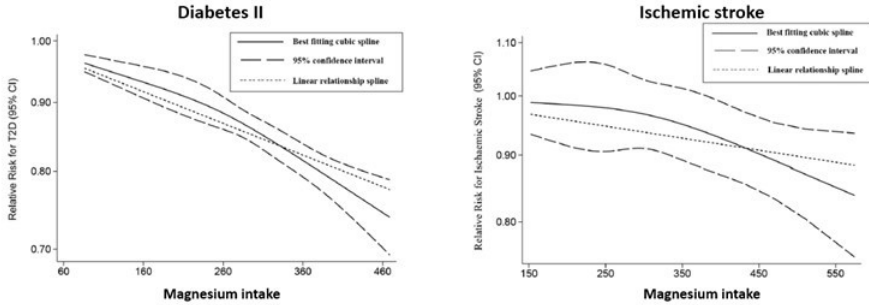 Diabetes II
Relative Risk for T2D (95% CI)
1.00
0.90
0.80
0.70
Best fitting cubic spline
95% confidence interval
Linear relationship spline
60
160
260
360
460
Magnesium intake
Ischemic stroke
Relative Risk for Ischaemic Stroke (95% CI)
1.10
1.00
0.90
0.80
Best fitting cubic spline
95% confidence interval
Linear relationship spline
150
250
350
450
550
Magnesium intake